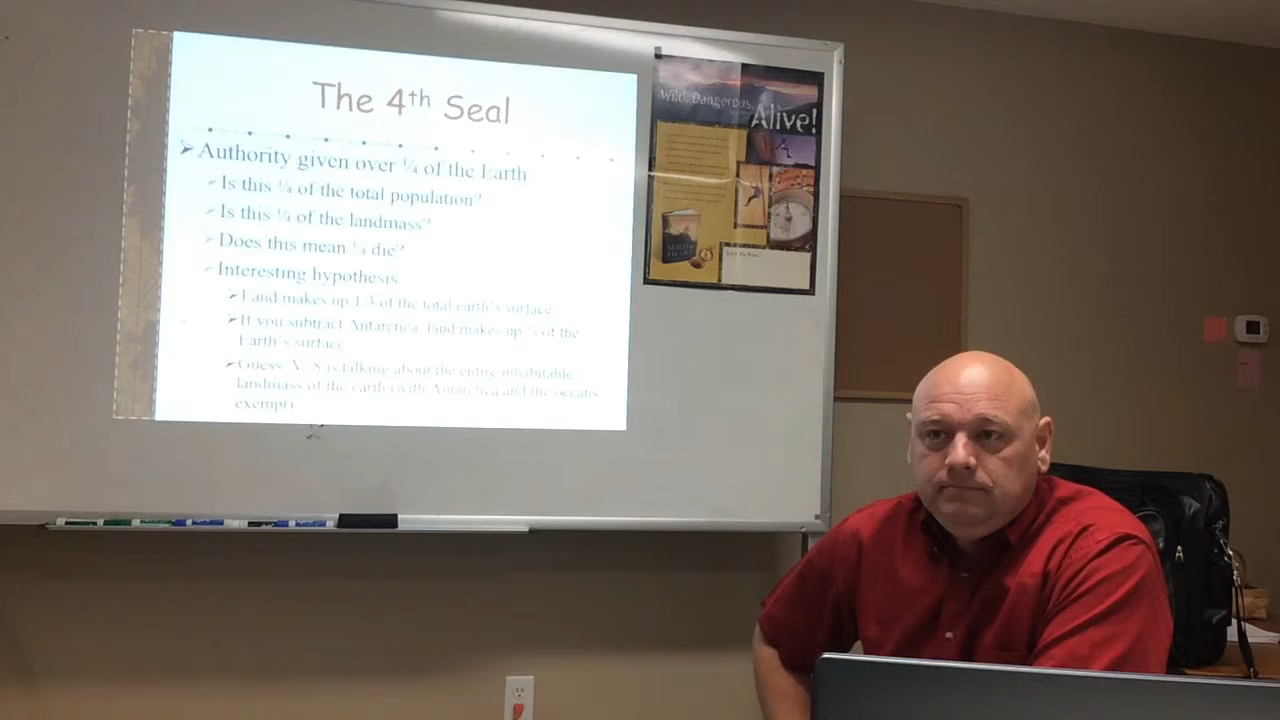 The 4th Seal
Authority given over ¼ of the Earth
Is this ¼ of the total population?
Is this ¼ of the landmass?
Does this mean ¼ die?
Interesting hypothesis
Land makes up 1/3 of the total earth's surface
If you subtract Antarctica, land makes up ¼ of the
Earth's surface
Guess: V. 8 is talking about the entire inhabitable
landmass of the earth (with Antarctica and the oceans
exempt)
Wild. Dangerous.
Alive!